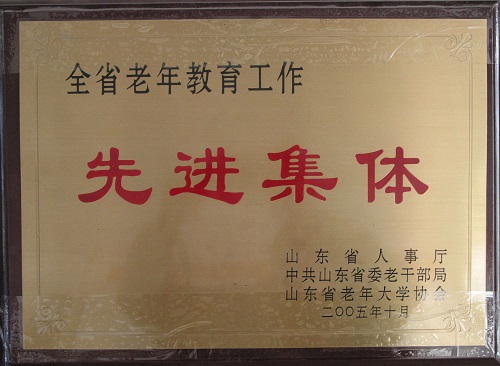 全省老年教育工作
先进集体
山东省人事厅
中共山东省委老干部局
山东省老年大学协会
二〇〇五年十月